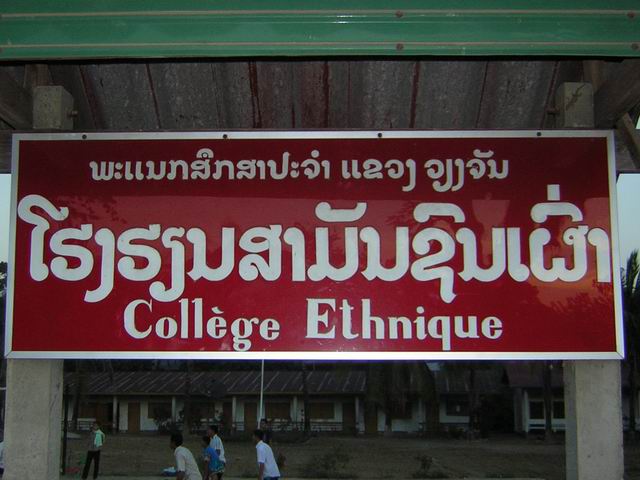 ພະແນກສຶກສາປະຈຳ ແຂວງ ວຽງຈັນ
ໂຮງຮຽນສາມັນຊົນເຜົ່າ
Collège Ethnique